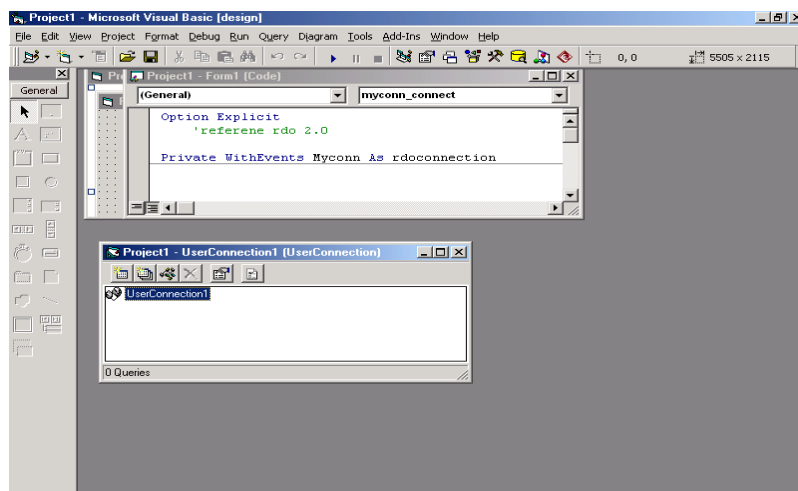 Project1 - Microsoft Visual Basic [design]
File Edit View Project Format Debug Run Query Diagram Tools Add-Ins Window Help
0, 0 5505 x 2115
General
Project1 - Form1 (Code)
(General) myconn_connect
Option Explicit
'referene rdo 2.0
Private WithEvents Myconn As rdoconnection
Project1 - UserConnection1 (UserConnection)
UserConnection1
0 Queries